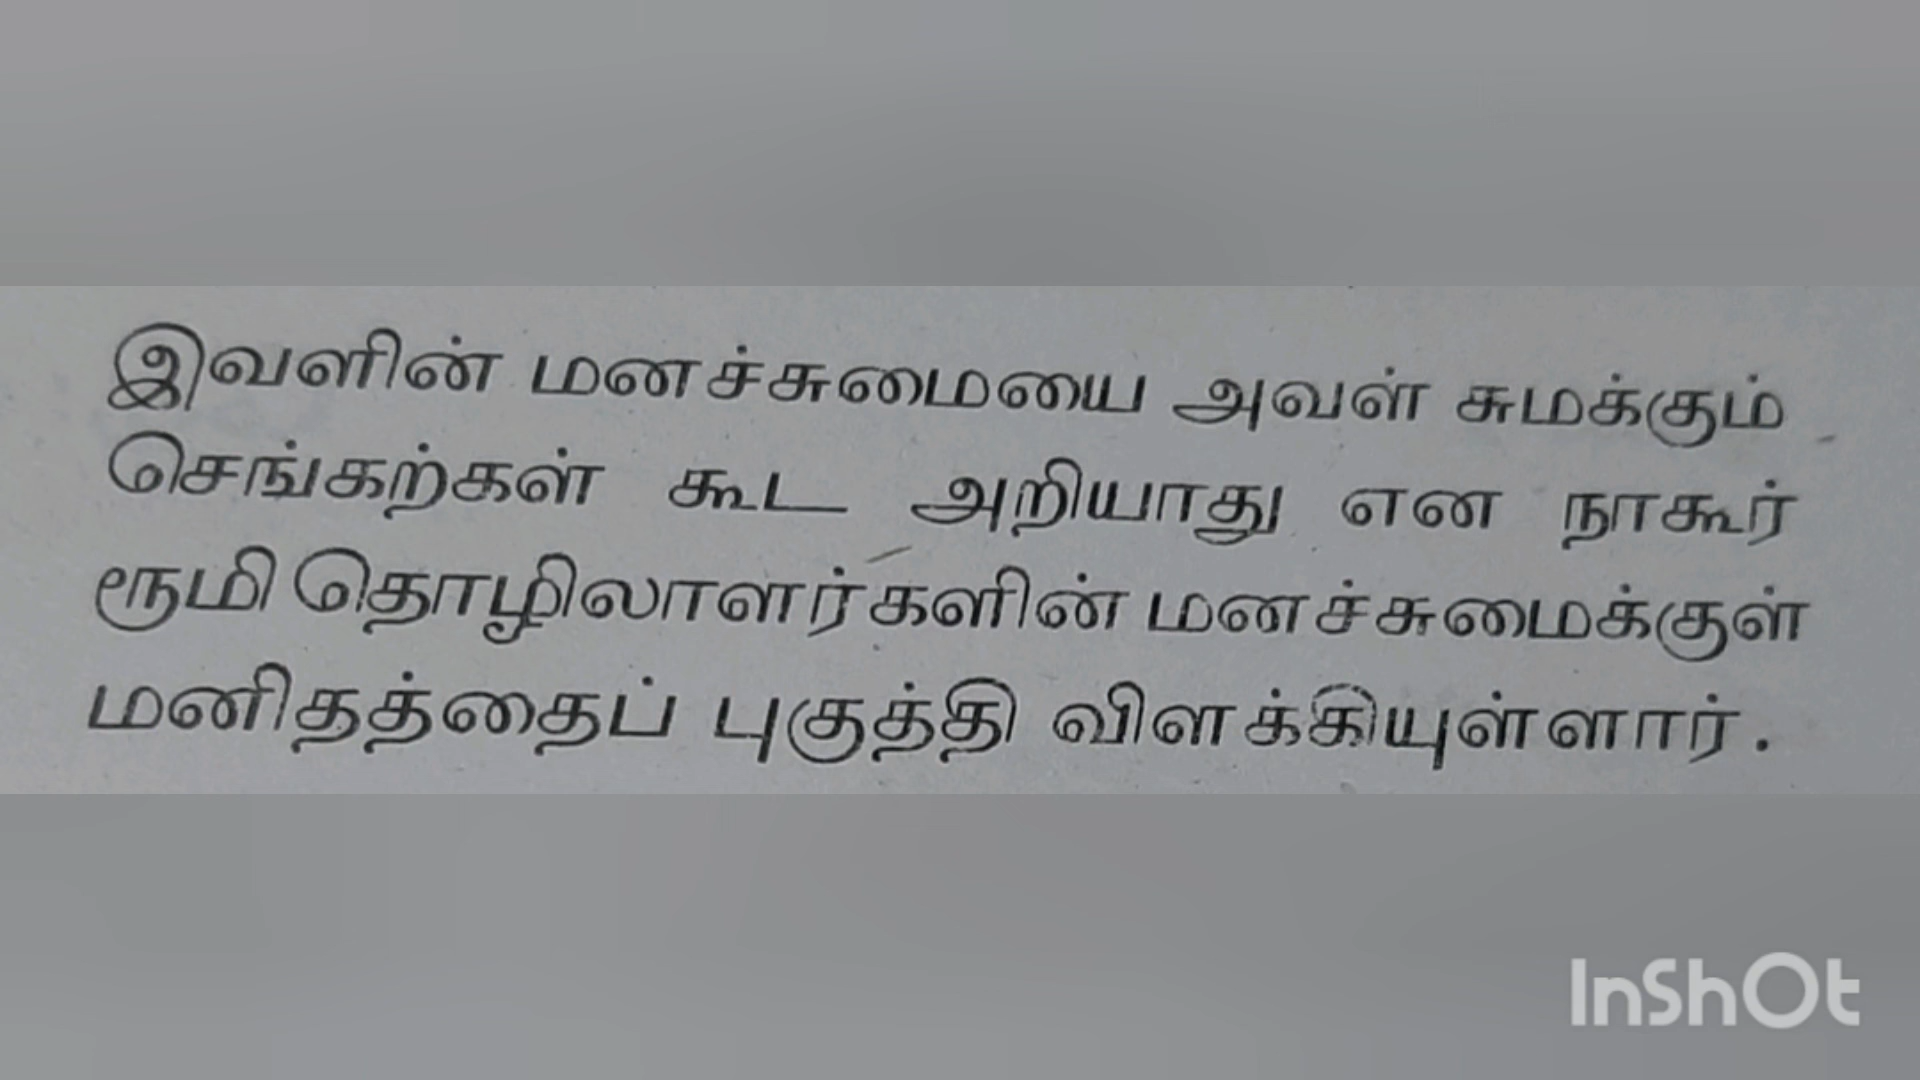 இவளின் மனச்சுமையை அவள் சுமக்கும்
செங்கற்கள் கூட அறியாது என நாகூர்
ரூமி தொழிலாளர்களின் மனச்சுமைக்குள்
மனிதத்தைப் புகுத்தி விளக்கியுள்ளார்.
InShOt